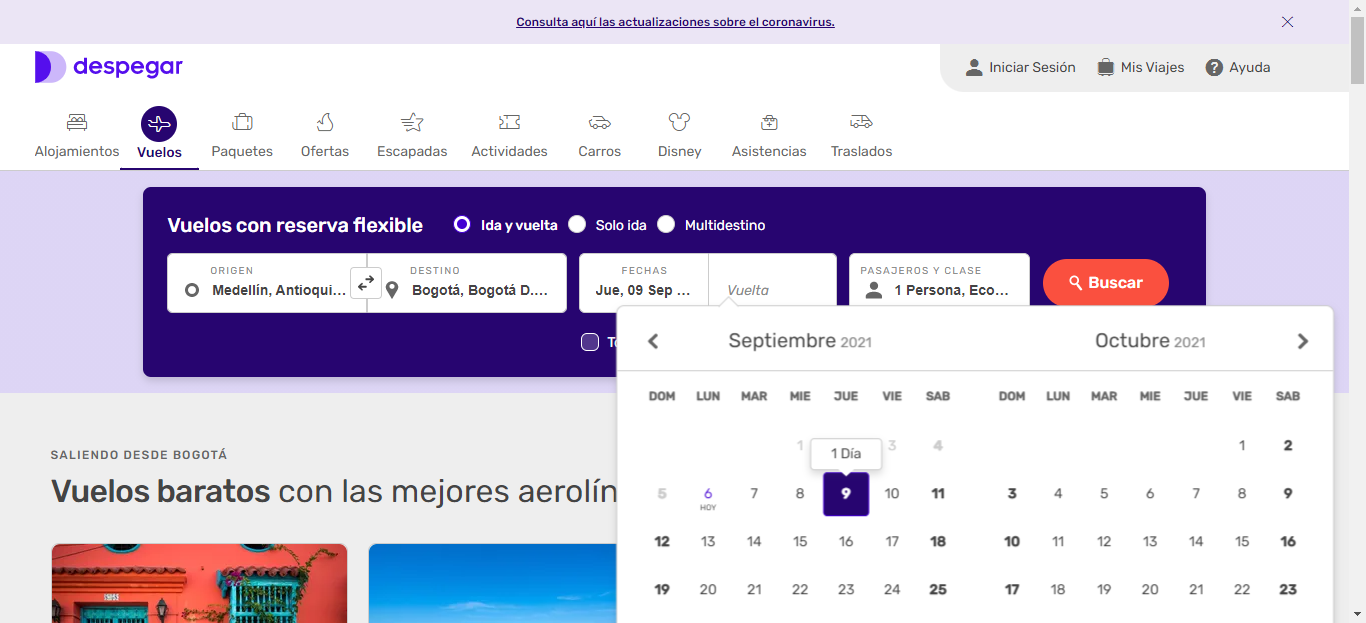 Consulta aquí las actualizaciones sobre el coronavirus.
despegar
Iniciar Sesión Mis Viajes ? Ayuda
Alojamientos Vuelos Paquetes Ofertas Escapadas Actividades Carros Disney Asistencias Traslados
Vuelos con reserva flexible Ida y vuelta Solo ida Multidestino
ORIGEN DESTINO FECHAS PASAJEROS Y CLASE
Medellín, Antioqui... Bogotá, Bogotá D.... Jue, 09 Sep ... Vuelta 1 Persona, Eco... Buscar
Septiembre 2021 Octubre 2021
DOM LUN MAR MIE JUE VIE SAB DOM LUN MAR MIE JUE VIE SAB
1 3 4 1 2
1 Día
5 6 7 8 9 10 11 3 4 5 6 7 8 9
HOY
12 13 14 15 16 17 18 10 11 12 13 14 15 16
19 20 21 22 23 24 25 17 18 19 20 21 22 23
SALIENDO DESDE BOGOTÁ
Vuelos baratos con las mejores aerolín